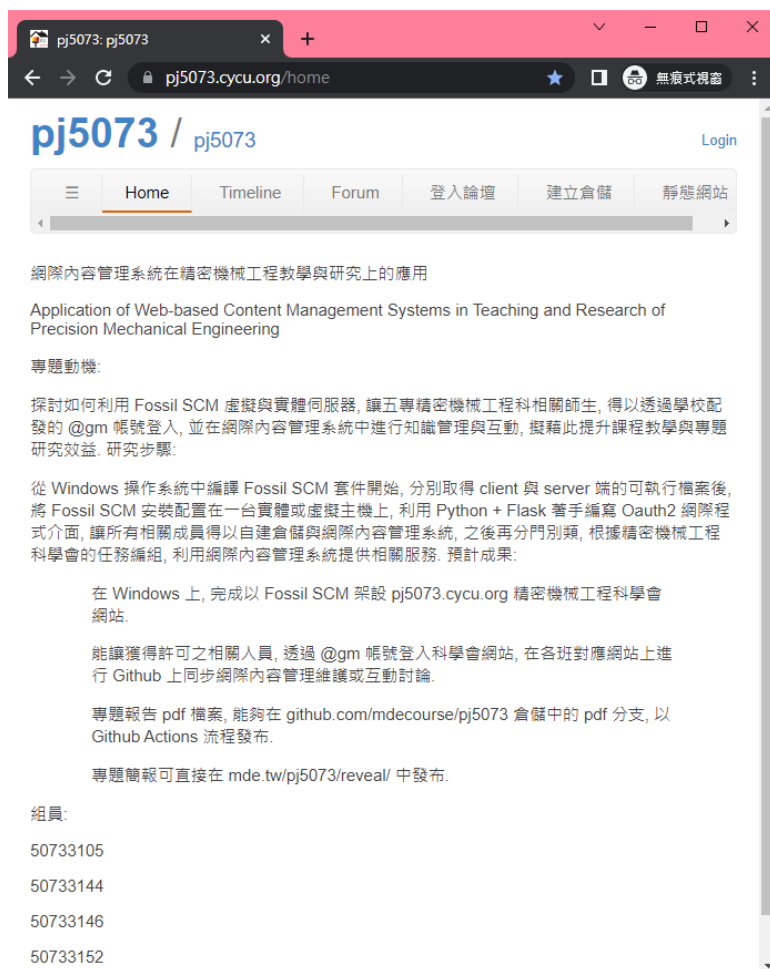 pj5073: pj5073
pj5073.cycu.org/home
無痕式視窗
pj5073 / pj5073
Login
Home Timeline Forum 登入論壇 建立倉儲 靜態網站
網際內容管理系統在精密機械工程教學與研究上的應用
Application of Web-based Content Management Systems in Teaching and Research of
Precision Mechanical Engineering
專題動機:
探討如何利用 Fossil SCM 虛擬與實體伺服器, 讓五專精密機械工程科相關師生, 得以透過學校配
發的 @gm 帳號登入, 並在網際內容管理系統中進行知識管理與互動, 擬藉此提升課程教學與專題
研究效益. 研究步驟:
從 Windows 操作系統中編譯 Fossil SCM 套件開始, 分別取得 client 與 server 端的可執行檔案後,
將 Fossil SCM 安裝配置在一台實體或虛擬主機上, 利用 Python + Flask 著手編寫 Oauth2 網際程
式介面, 讓所有相關成員得以自建倉儲與網際內容管理系統, 之後再分門別類, 根據精密機械工程
科學會的任務編組, 利用網際內容管理系統提供相關服務. 預計成果:
在 Windows 上, 完成以 Fossil SCM 架設 pj5073.cycu.org 精密機械工程科學會
網站.
能讓獲得許可之相關人員, 透過 @gm 帳號登入科學會網站, 在各班對應網站上進
行 Github 上同步網際內容管理維護或互動討論.
專題報告 pdf 檔案, 能夠在 github.com/mdecourse/pj5073 倉儲中的 pdf 分支, 以
Github Actions 流程發布.
專題簡報可直接在 mde.tw/pj5073/reveal/ 中發布.
組員:
50733105
50733144
50733146
50733152